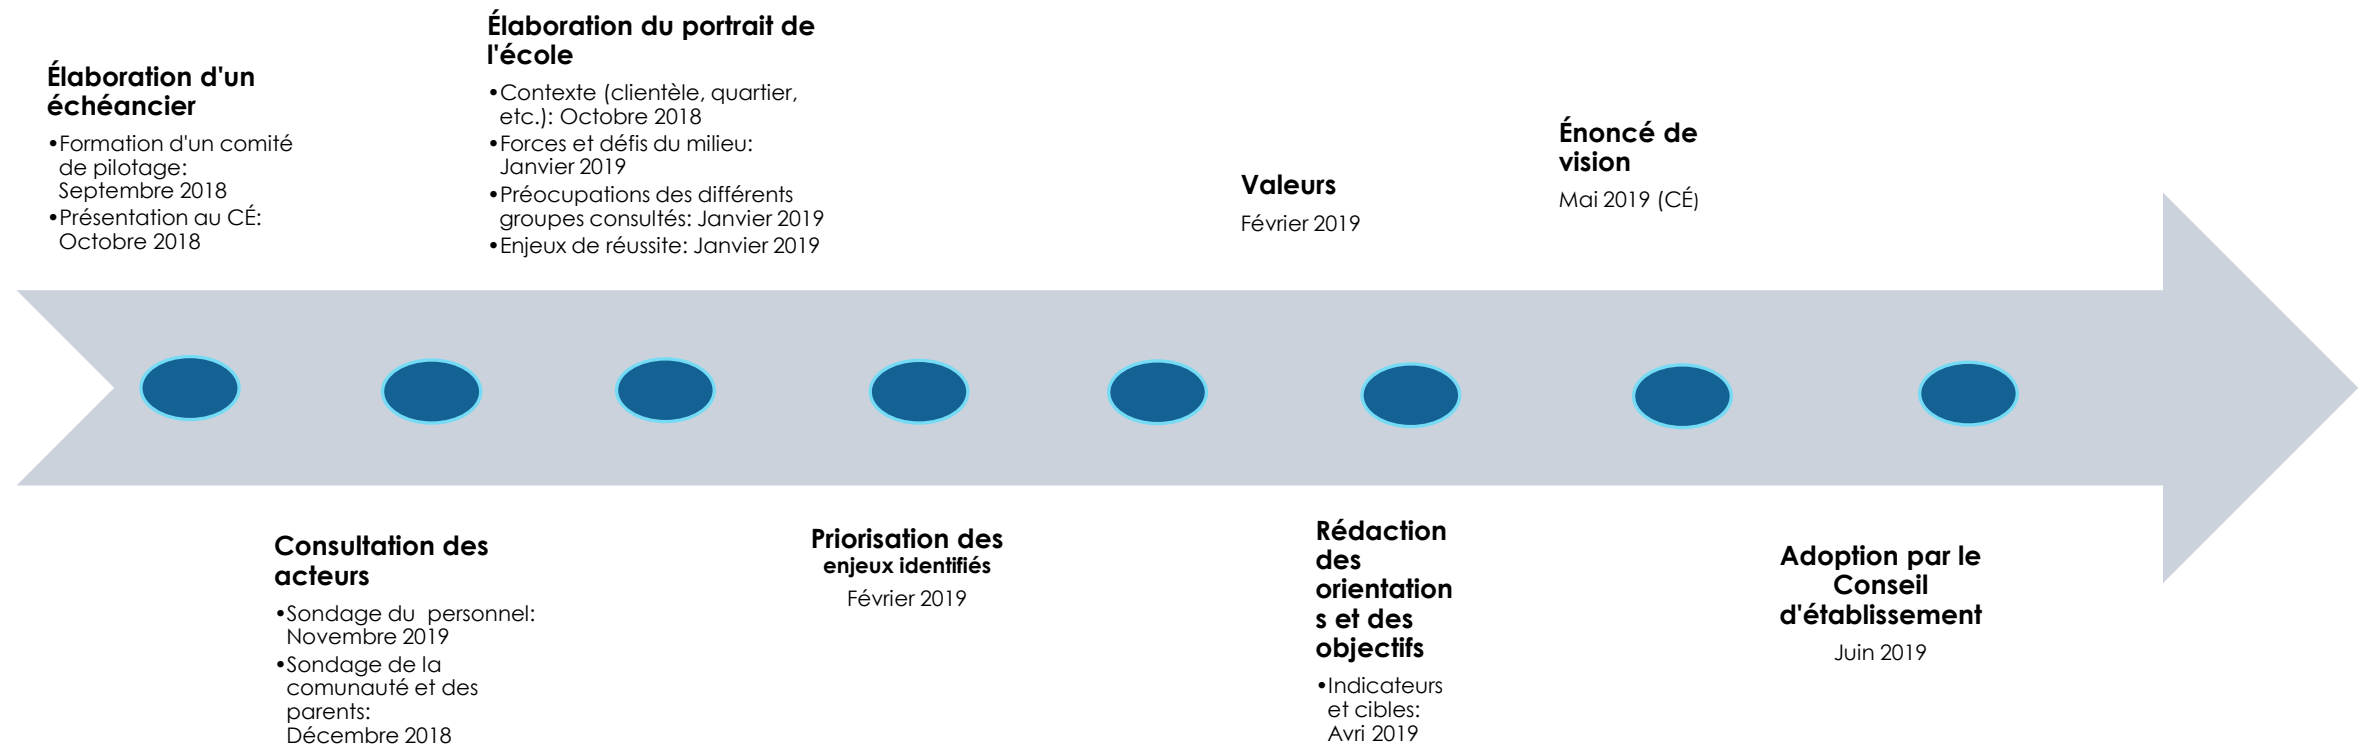 Élaboration d'un
échéancier
•Formation d'un comité
de pilotage:
Septembre 2018
•Présentation au CÉ:
Octobre 2018
Consultation des
acteurs
•Sondage du  personnel:
Novembre 2019
•Sondage de la
comunauté et des
parents:
Décembre 2018
Élaboration du portrait de
l'école
•Contexte (clientèle, quartier,
etc.): Octobre 2018
•Forces et défis du milieu:
Janvier 2019
•Préocupations des différents
groupes consultés: Janvier 2019
•Enjeux de réussite: Janvier 2019
Priorisation des
enjeux identifiés
Février 2019
Valeurs
Février 2019
Rédaction
des
orientation
s et des
objectifs
•Indicateurs
et cibles:
Avri 2019
Énoncé de
vision
Mai 2019 (CÉ)
Adoption par le
Conseil
d'établissement
Juin 2019